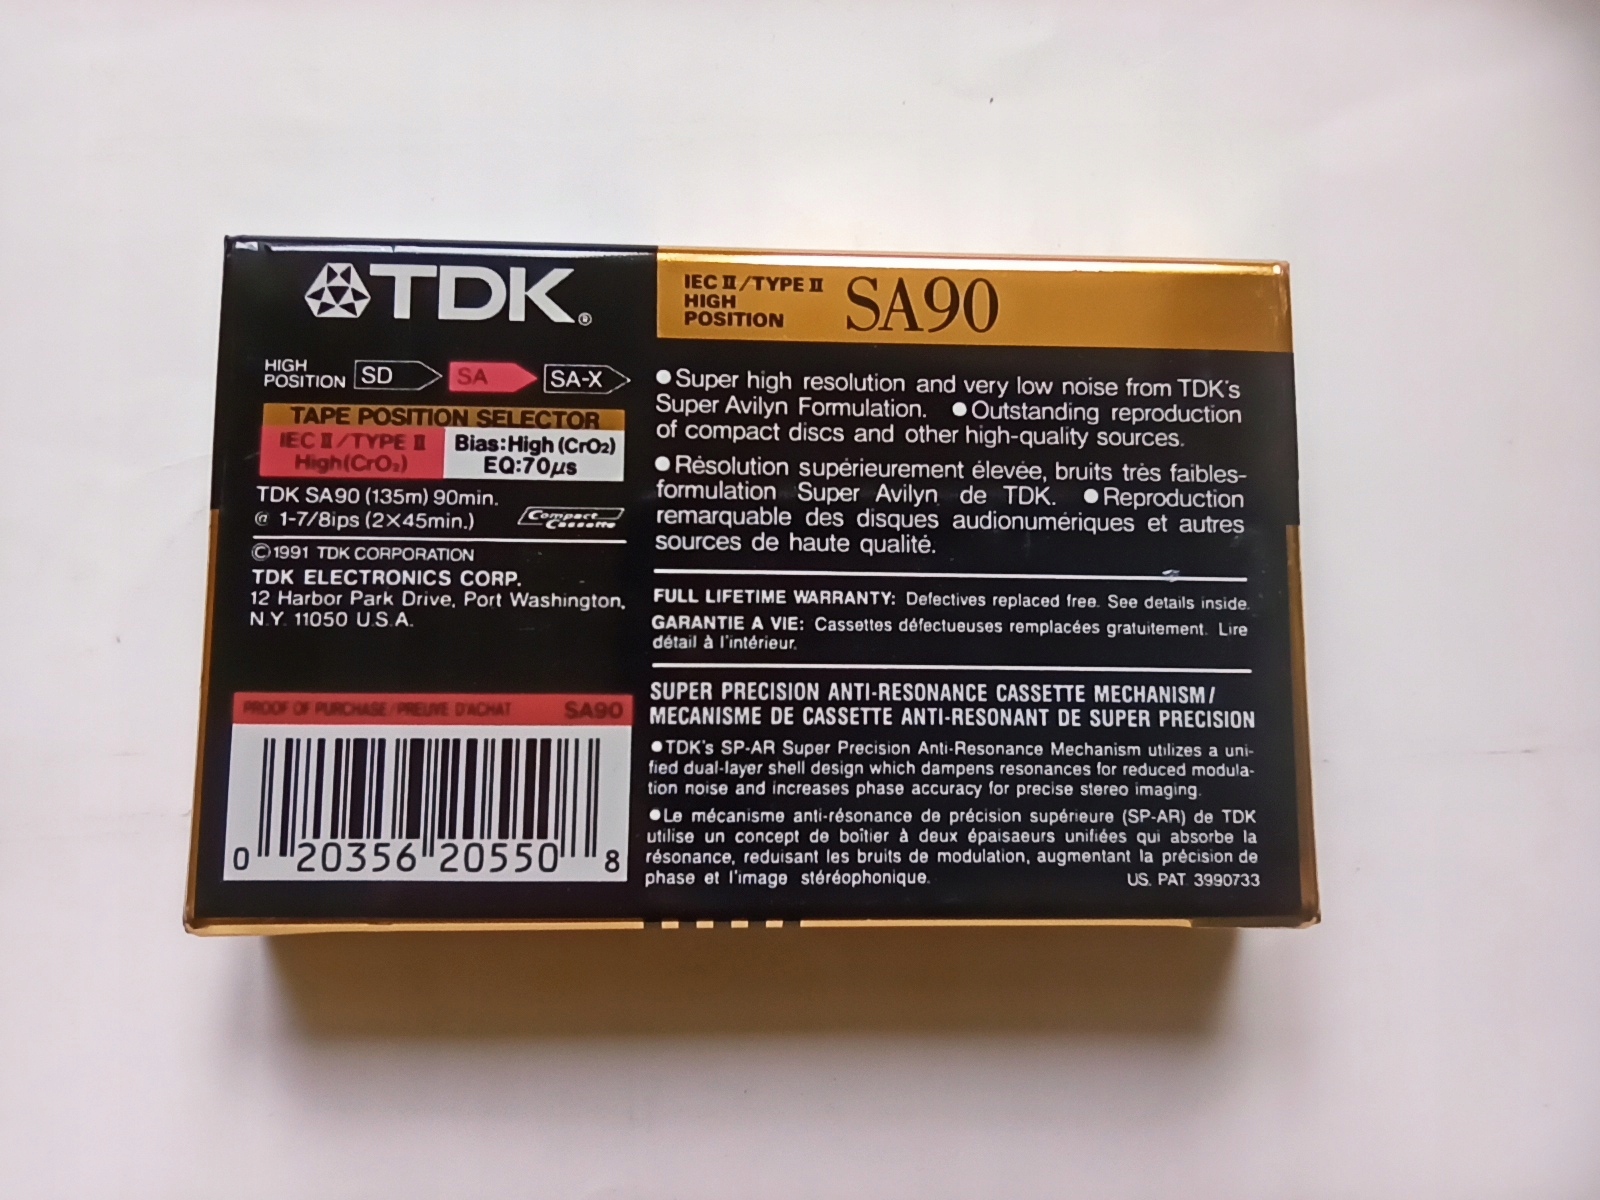 TDK®
HIGH
POSITION
SD
SA
SA-X
TAPE POSITION SELECTOR
IEC II/TYPE II
High(CrO₂)
Bias:High (CrO₂)
EQ:70µs
TDK SA90 (135m) 90min.
@ 1-7/8ips (2×45min.)
Compact
Cassette
©1991 TDK CORPORATION
TDK ELECTRONICS CORP.
12 Harbor Park Drive, Port Washington,
N.Y. 11050 U.S.A.
PROOF OF PURCHASE/PREUVE D'ACHAT SA90
0 20356 20550 8
IEC II/TYPE II
HIGH
POSITION
SA90
●Super high resolution and very low noise from TDK's
Super Avilyn Formulation. ●Outstanding reproduction
of compact discs and other high-quality sources.
●Résolution supérieurement élevée, bruits très faibles-
formulation Super Avilyn de TDK. ●Reproduction
remarquable des disques audionumériques et autres
sources de haute qualité.
FULL LIFETIME WARRANTY: Defectives replaced free. See details inside.
GARANTIE A VIE: Cassettes défectueuses remplacées gratuitement. Lire
détail à l'intérieur.
SUPER PRECISION ANTI-RESONANCE CASSETTE MECHANISM/
MECANISME DE CASSETTE ANTI-RESONANT DE SUPER PRECISION
●TDK's SP-AR Super Precision Anti-Resonance Mechanism utilizes a uni-
fied dual-layer shell design which dampens resonances for reduced modula-
tion noise and increases phase accuracy for precise stereo imaging.
●Le mécanisme anti-résonance de précision supérieure (SP-AR) de TDK
utilise un concept de boîtier à deux épaisaeurs unifiées qui absorbe la
résonance, reduisant les bruits de modulation, augmentant la précision de
phase et l'image stéréophonique.
US. PAT. 3990733